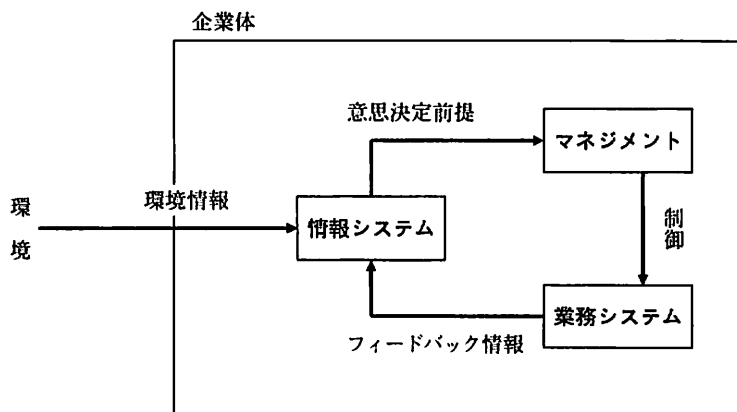 企業体
意思決定前提
マネジメント
環境
環境情報
情報システム
制御
業務システム
フィードバック情報